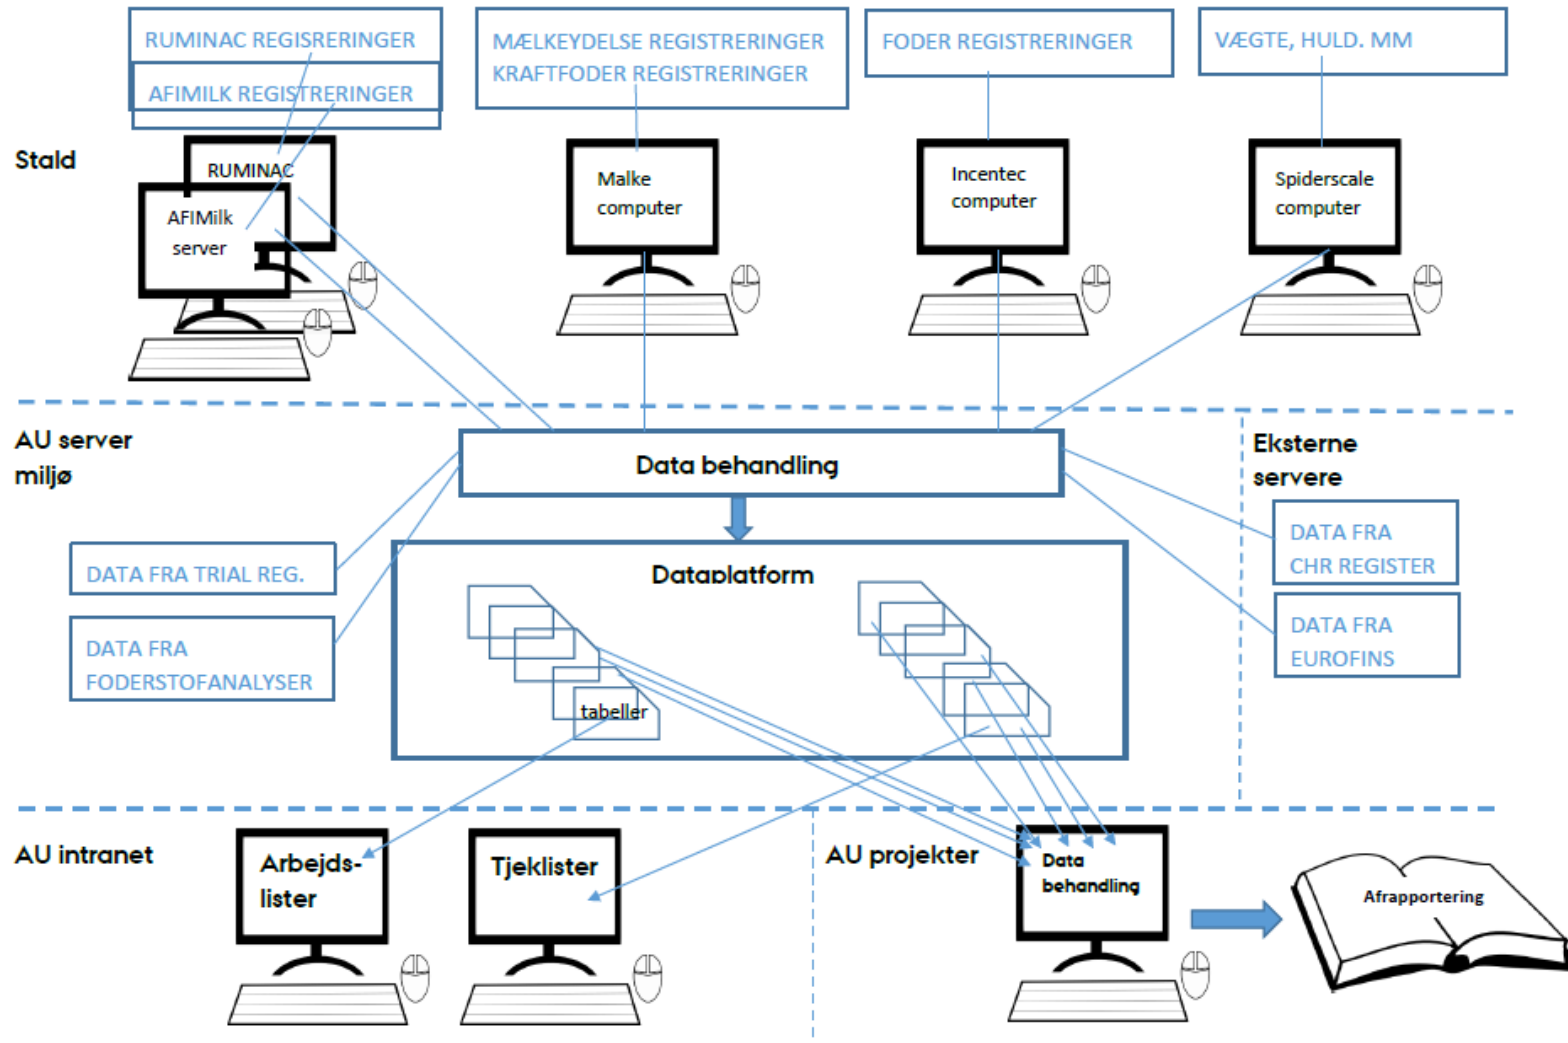 RUMINAC REGISRERINGER
AFIMILK REGISTRERINGER
MÆLKEYDELSE REGISTRERINGER
KRAFTFODER REGISTRERINGER
FODER REGISTRERINGER
VÆGTE, HULD. MM
Stald
RUMINAC
AFIMilk
server
Malke
computer
Incentec
computer
Spiderscale
computer
AU server
miljø
Data behandling
Eksterne
servere
DATA FRA TRIAL REG.
DATA FRA
FODERSTOFANALYSER
Dataplatform
tabeller
DATA FRA
CHR REGISTER
DATA FRA
EUROFINS
AU intranet
Arbejds-
lister
Tjeklister
AU projekter
Data
behandling
Afrapportering